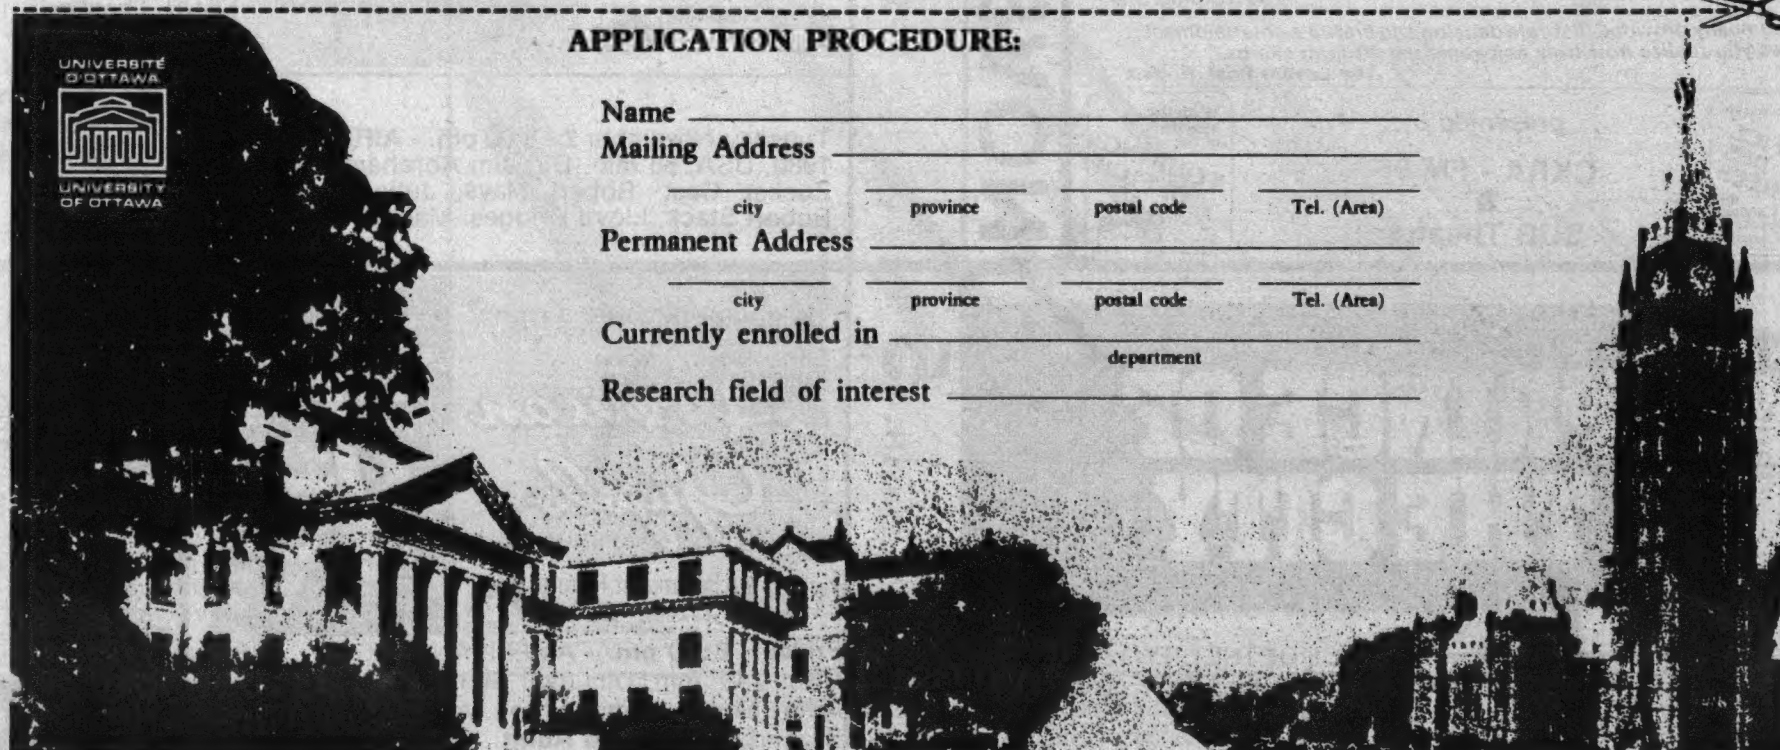 UNIVERSITÉ
D'OTTAWA
UNIVERSITY
OF OTTAWA
APPLICATION PROCEDURE:
Name
Mailing Address
city province postal code Tel. (Area)
Permanent Address
city province postal code Tel. (Area)
Currently enrolled in
department
Research field of interest